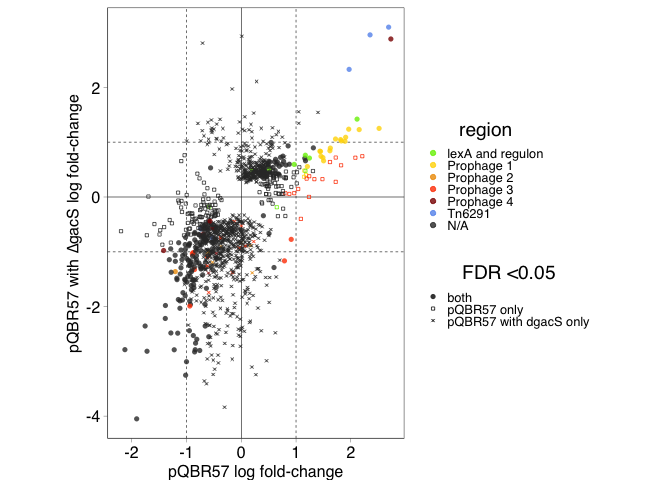 2
0
-2
-4
-2
-1
0
1
2
pQBR57 with ΔgacS log fold-change
pQBR57 log fold-change
region
lexA and regulon
Prophage 1
Prophage 2
Prophage 3
Prophage 4
Tn6291
N/A
FDR <0.05
both
pQBR57 only
pQBR57 with dgacS only